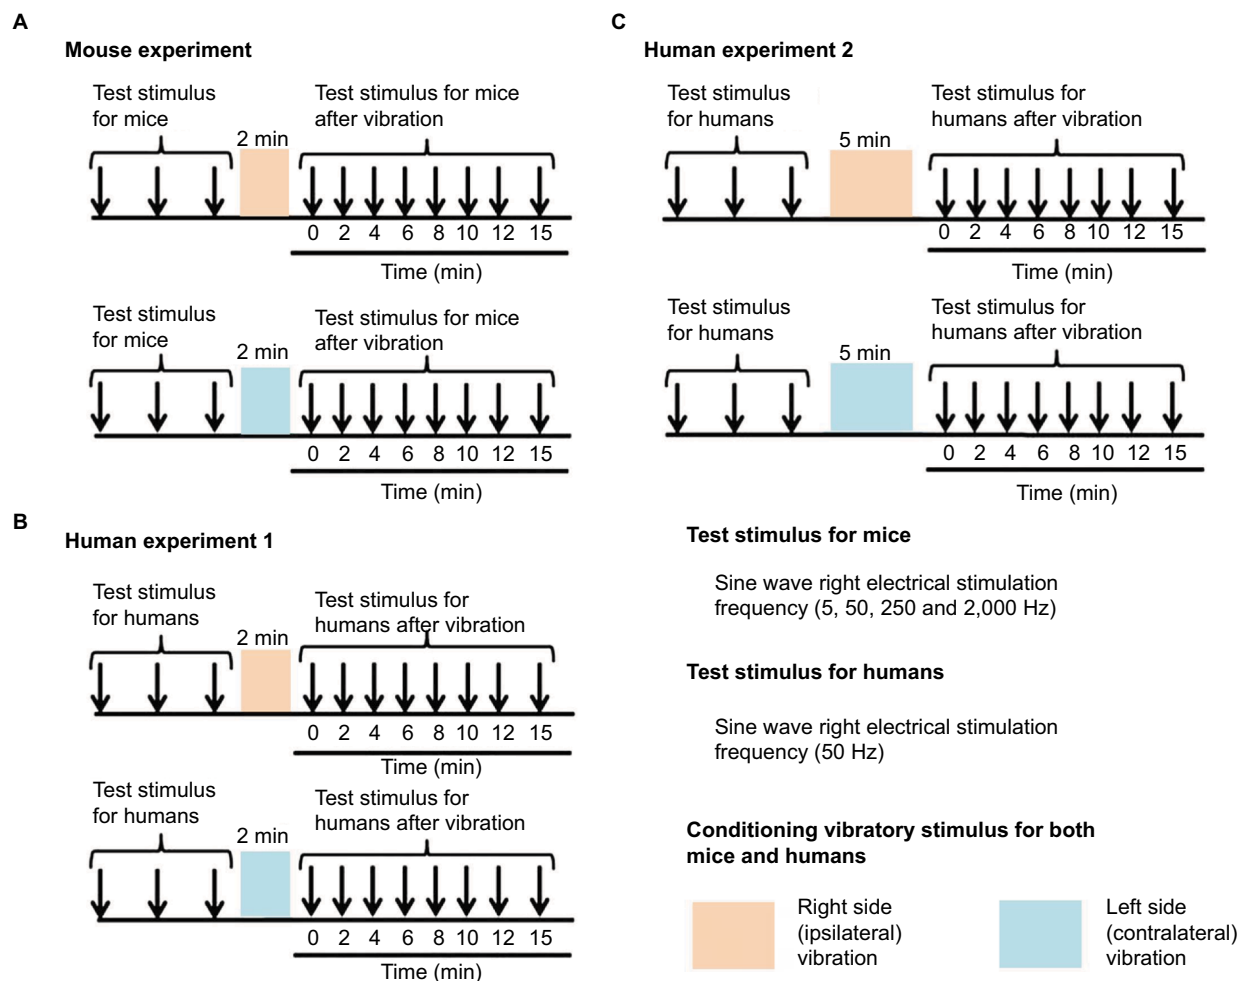 A
Mouse experiment
Test stimulus
for mice
2 min
Test stimulus for mice
after vibration
0 2 4 6 8 10 12 15
Time (min)
Test stimulus
for mice
2 min
Test stimulus for mice
after vibration
0 2 4 6 8 10 12 15
Time (min)
B
Human experiment 1
Test stimulus
for humans
2 min
Test stimulus for
humans after vibration
0 2 4 6 8 10 12 15
Time (min)
Test stimulus
for humans
2 min
Test stimulus for
humans after vibration
0 2 4 6 8 10 12 15
Time (min)
C
Human experiment 2
Test stimulus
for humans
5 min
Test stimulus for
humans after vibration
0 2 4 6 8 10 12 15
Time (min)
Test stimulus
for humans
5 min
Test stimulus for
humans after vibration
0 2 4 6 8 10 12 15
Time (min)
Test stimulus for mice
Sine wave right electrical stimulation
frequency (5, 50, 250 and 2,000 Hz)
Test stimulus for humans
Sine wave right electrical stimulation
frequency (50 Hz)
Conditioning vibratory stimulus for both
mice and humans
Right side
(ipsilateral)
vibration
Left side
(contralateral)
vibration